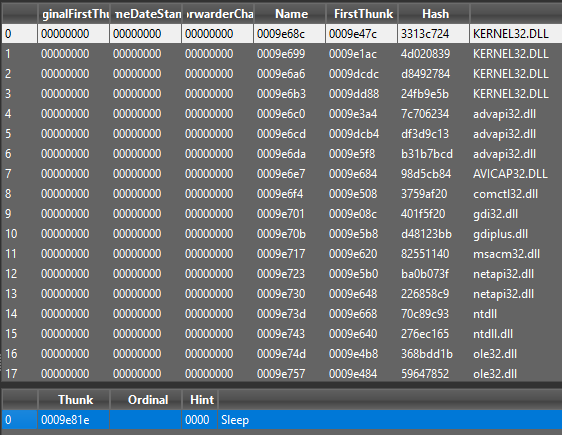 ginalFirstThu meDateStan orwarderCha Name FirstThunk Hash
0 00000000 00000000 00000000 0009e68c 0009e47c 3313c724 KERNEL32.DLL
1 00000000 00000000 00000000 0009e699 0009e1ac 4d020839 KERNEL32.DLL
2 00000000 00000000 00000000 0009e6a6 0009dcdc d8492784 KERNEL32.DLL
3 00000000 00000000 00000000 0009e6b3 0009dd88 24fb9e5b KERNEL32.DLL
4 00000000 00000000 00000000 0009e6c0 0009e3a4 7c706234 advapi32.dll
5 00000000 00000000 00000000 0009e6cd 0009dcb4 df3d9c13 advapi32.dll
6 00000000 00000000 00000000 0009e6da 0009e5f8 b31b7bcd advapi32.dll
7 00000000 00000000 00000000 0009e6e7 0009e684 98d5cb84 AVICAP32.DLL
8 00000000 00000000 00000000 0009e6f4 0009e508 3759af20 comctl32.dll
9 00000000 00000000 00000000 0009e701 0009e08c 401f5f20 gdi32.dll
10 00000000 00000000 00000000 0009e70b 0009e5b8 d48123bb gdiplus.dll
11 00000000 00000000 00000000 0009e717 0009e620 82551140 msacm32.dll
12 00000000 00000000 00000000 0009e723 0009e5b0 ba0b073f netapi32.dll
13 00000000 00000000 00000000 0009e730 0009e648 226858c9 netapi32.dll
14 00000000 00000000 00000000 0009e73d 0009e668 70c89c93 ntdll
15 00000000 00000000 00000000 0009e743 0009e640 276ec165 ntdll.dll
16 00000000 00000000 00000000 0009e74d 0009e4b8 368bdd1b ole32.dll
17 00000000 00000000 00000000 0009e757 0009e484 59647852 ole32.dll
Thunk Ordinal Hint
0 0009e81e 0000 Sleep